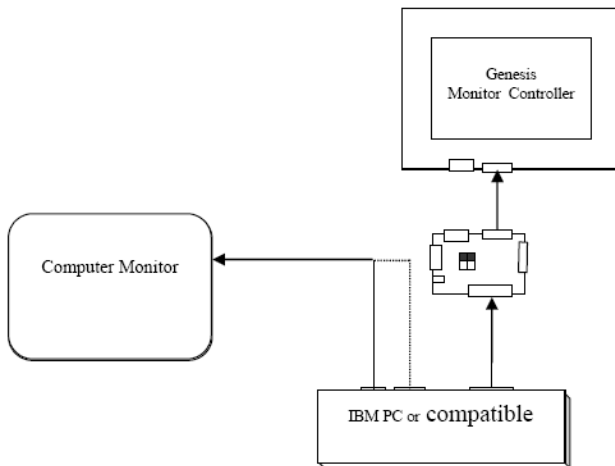 Genesis
Monitor Controller
Computer Monitor
IBM PC or compatible